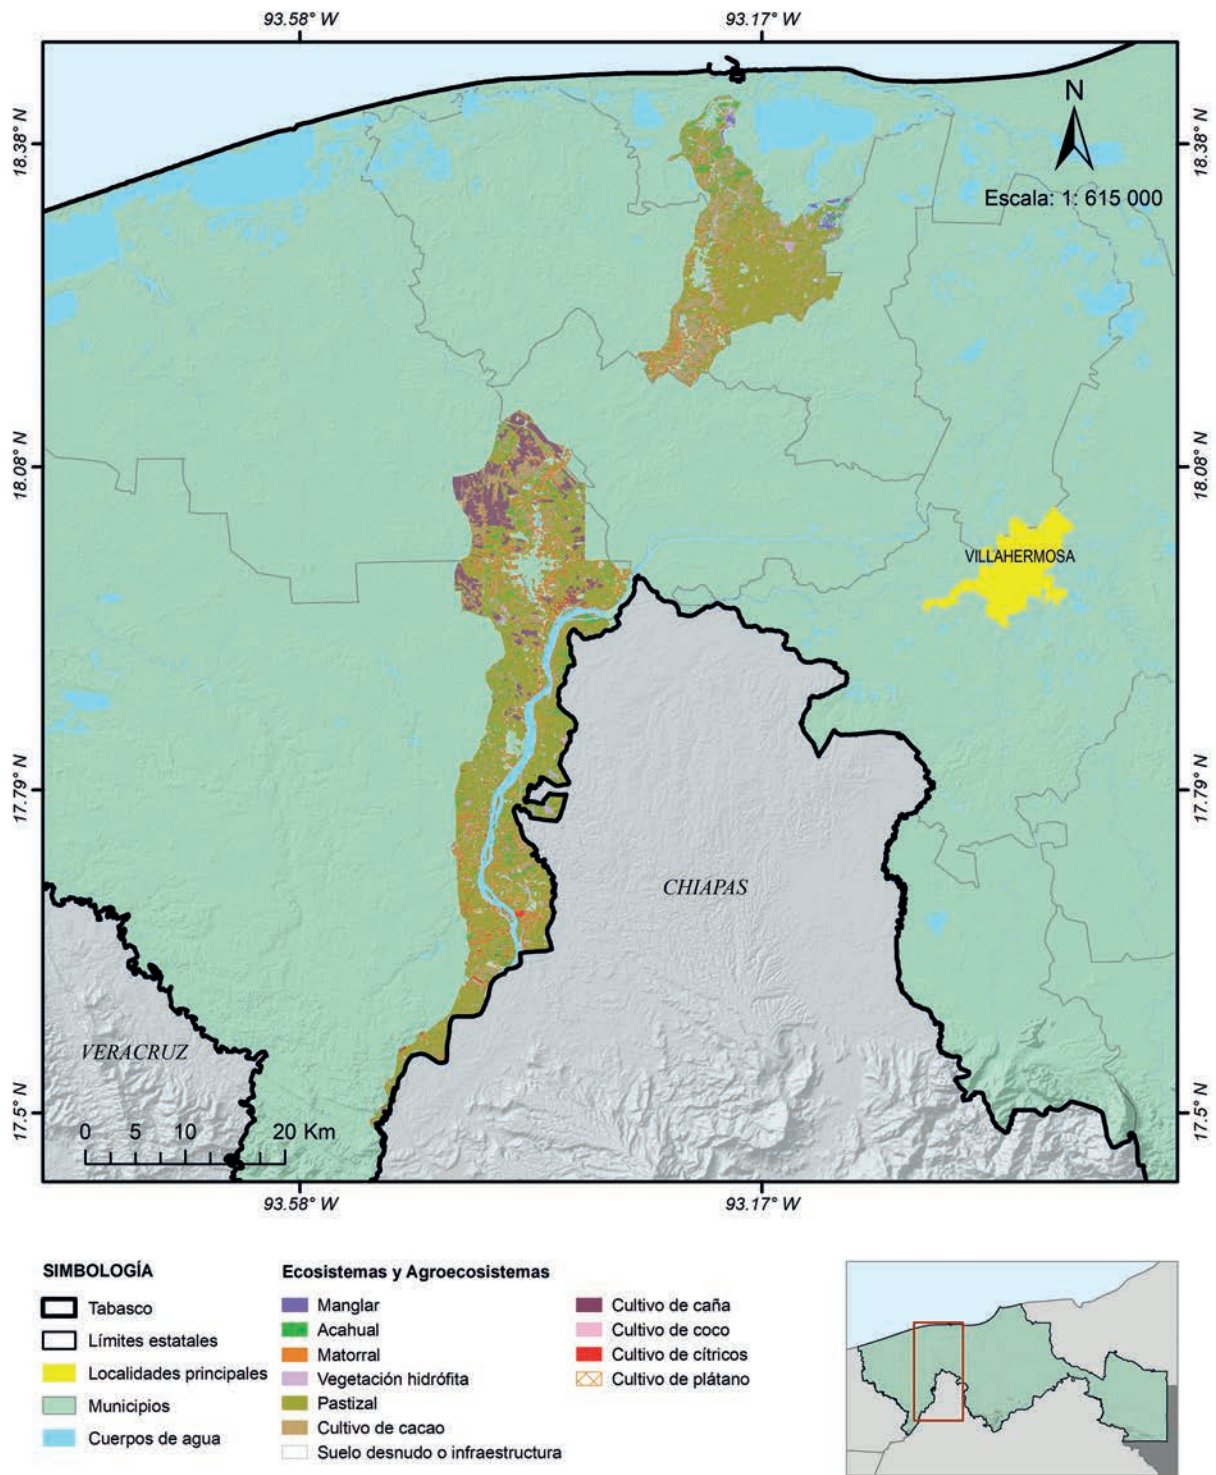 93.58° W
93.17° W
18.38° N
18.38° N
N
Escala: 1: 615 000
18.08° N
18.08° N
VILLAHERMOSA
17.79° N
17.79° N
CHIAPAS
VERACRUZ
17.5° N
17.5° N
0 5 10 20 Km
93.58° W
93.17° W
SIMBOLOGÍA
Tabasco
Límites estatales
Localidades principales
Municipios
Cuerpos de agua
Ecosistemas y Agroecosistemas
Manglar
Acahual
Matorral
Vegetación hidrófita
Pastizal
Cultivo de cacao
Suelo desnudo o infraestructura
Cultivo de caña
Cultivo de coco
Cultivo de cítricos
Cultivo de plátano